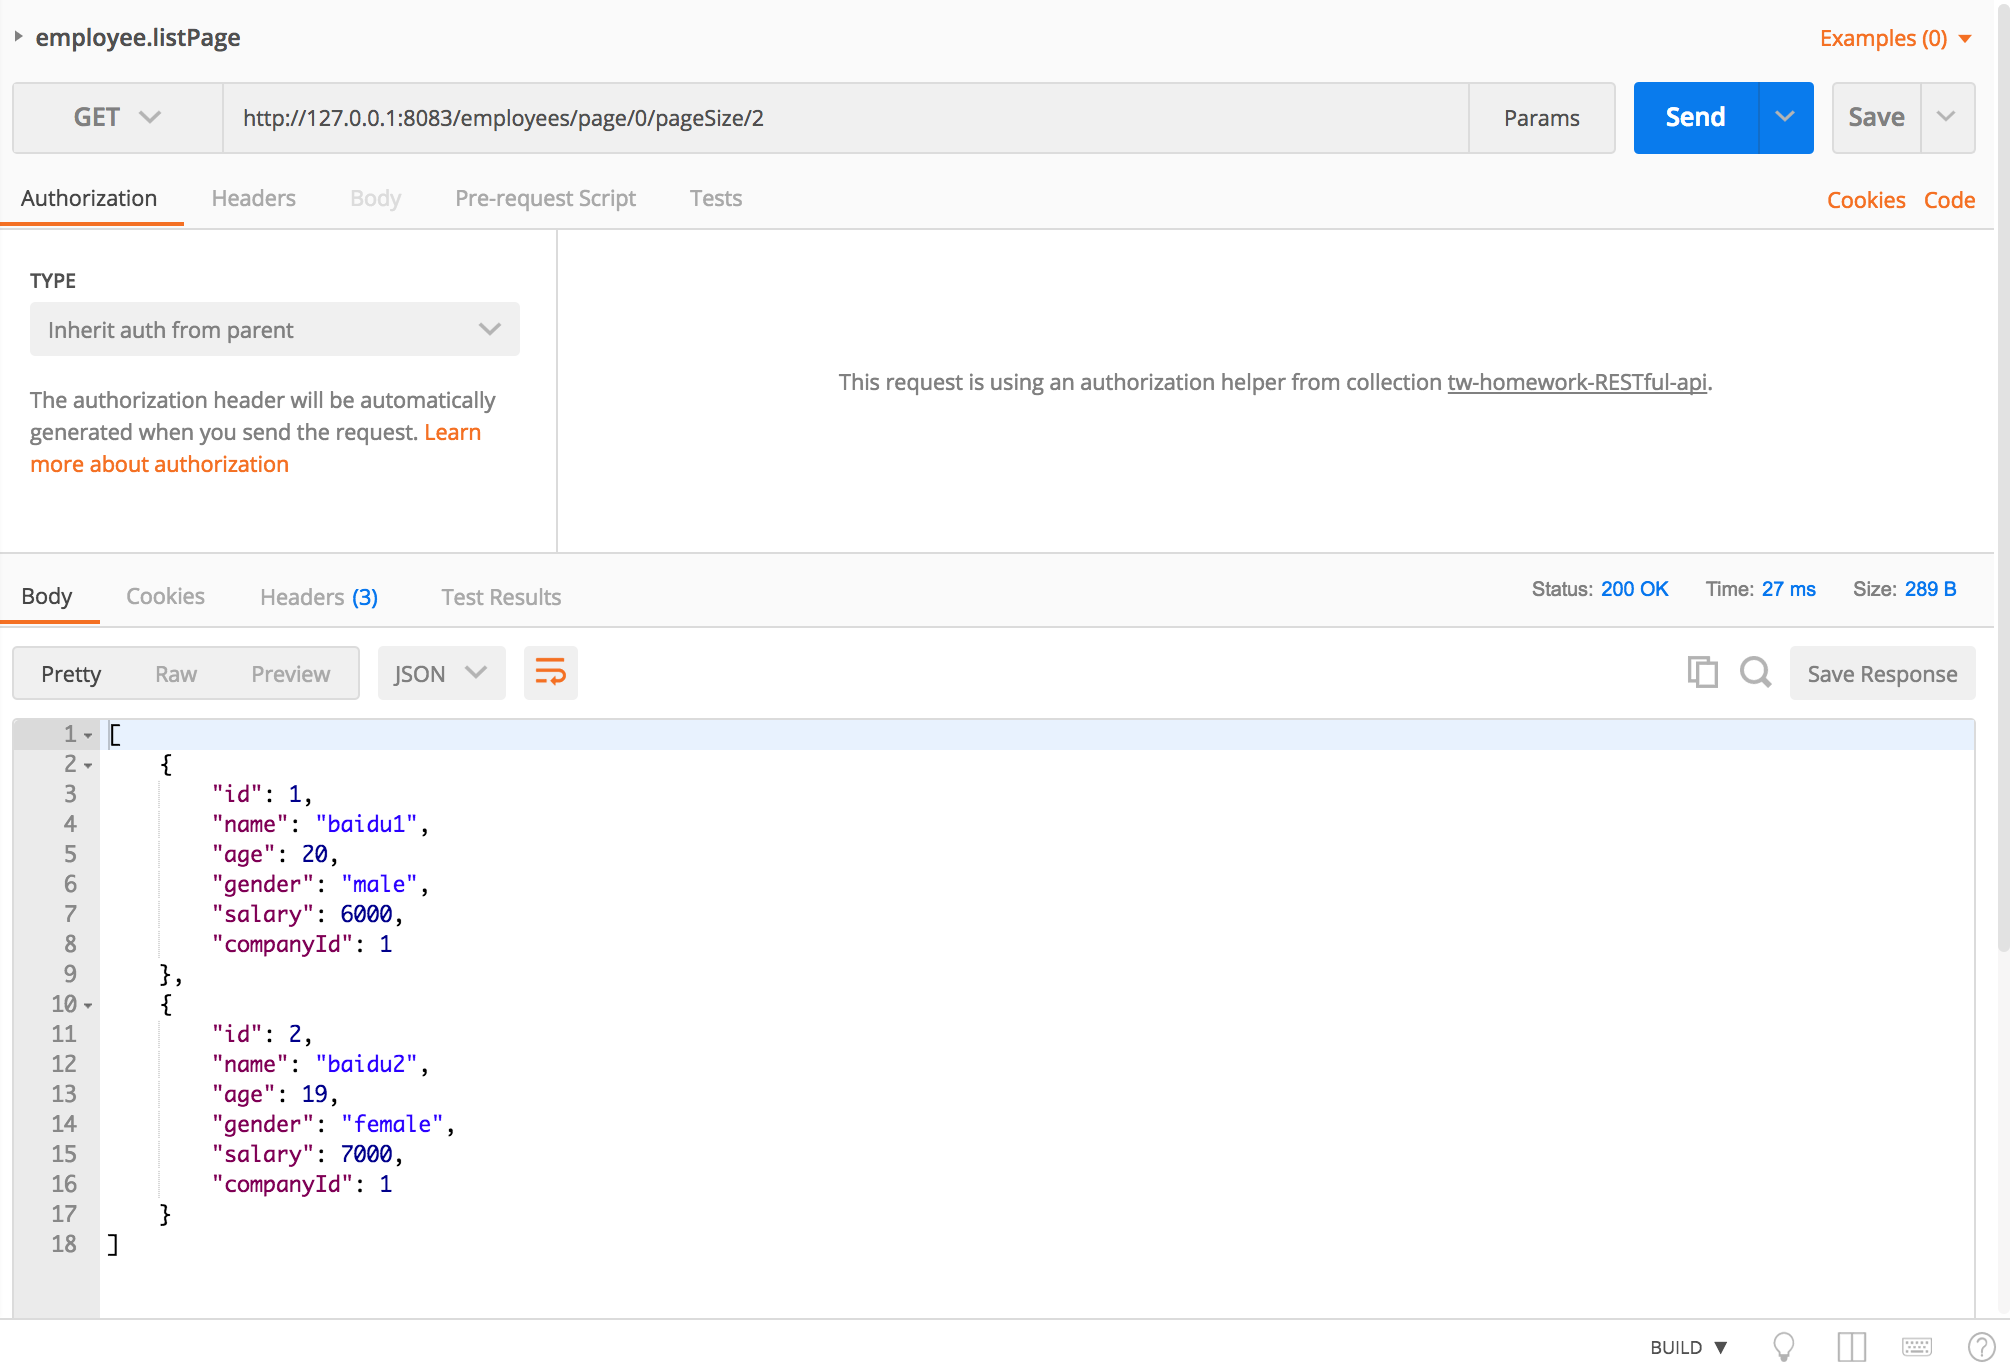 employee.listPage
Examples (0)
GET
http://127.0.0.1:8083/employees/page/0/pageSize/2
Params
Send
Save
Authorization
Headers
Body
Pre-request Script
Tests
Cookies
Code
TYPE
Inherit auth from parent
The authorization header will be automatically
generated when you send the request. Learn
more about authorization
This request is using an authorization helper from collection tw-homework-RESTful-api.
Body
Cookies
Headers (3)
Test Results
Status: 200 OK
Time: 27 ms
Size: 289 B
Pretty
Raw
Preview
JSON
Save Response
1 [
2 {
3 "id": 1,
4 "name": "baidu1",
5 "age": 20,
6 "gender": "male",
7 "salary": 6000,
8 "companyId": 1
9 },
10 {
11 "id": 2,
12 "name": "baidu2",
13 "age": 19,
14 "gender": "female",
15 "salary": 7000,
16 "companyId": 1
17 }
18 ]
BUILD